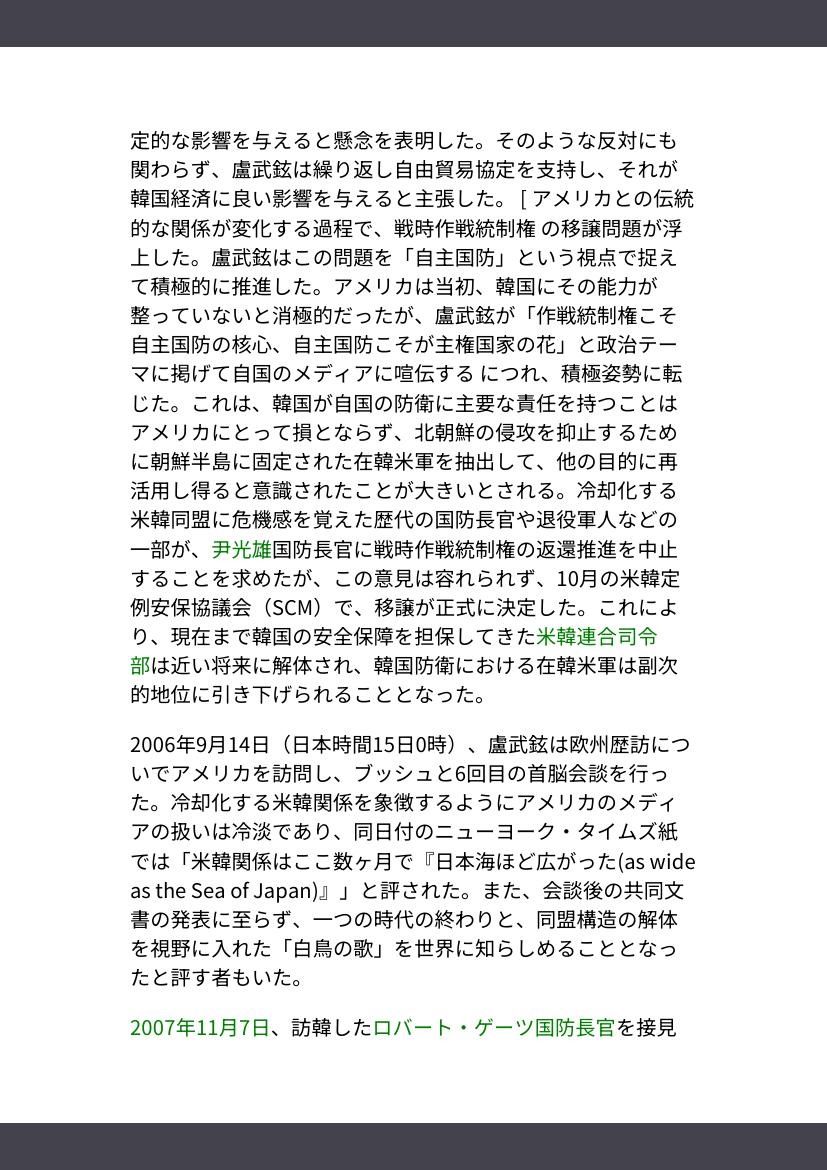 定的な影響を与えると懸念を表明した。そのような反対にも
関わらず、盧武鉉は繰り返し自由貿易協定を支持し、それが
韓国経済に良い影響を与えると主張した。 [ アメリカとの伝統
的な関係が変化する過程で、戦時作戦統制権 の移譲問題が浮
上した。盧武鉉はこの問題を「自主国防」という視点で捉え
て積極的に推進した。アメリカは当初、韓国にその能力が
整っていないと消極的だったが、盧武鉉が「作戦統制権こそ
自主国防の核心、自主国防こそが主権国家の花」と政治テー
マに掲げて自国のメディアに喧伝する につれ、積極姿勢に転
じた。これは、韓国が自国の防衛に主要な責任を持つことは
アメリカにとって損とならず、北朝鮮の侵攻を抑止するため
に朝鮮半島に固定された在韓米軍を抽出して、他の目的に再
活用し得ると意識されたことが大きいとされる。冷却化する
米韓同盟に危機感を覚えた歴代の国防長官や退役軍人などの
一部が、尹光雄国防長官に戦時作戦統制権の返還推進を中止
することを求めたが、この意見は容れられず、10月の米韓定
例安保協議会（SCM）で、移譲が正式に決定した。これによ
り、現在まで韓国の安全保障を担保してきた米韓連合司令
部は近い将来に解体され、韓国防衛における在韓米軍は副次
的地位に引き下げられることとなった。
2006年9月14日（日本時間15日0時）、盧武鉉は欧州歴訪につ
いでアメリカを訪問し、ブッシュと6回目の首脳会談を行っ
た。冷却化する米韓関係を象徴するようにアメリカのメディ
アの扱いは冷淡であり、同日付のニューヨーク・タイムズ紙
では「米韓関係はここ数ヶ月で『日本海ほど広がった(as wide
as the Sea of Japan)』」と評された。また、会談後の共同文
書の発表に至らず、一つの時代の終わりと、同盟構造の解体
を視野に入れた「白鳥の歌」を世界に知らしめることとなっ
たと評す者もいた。
2007年11月7日、訪韓したロバート・ゲーツ国防長官を接見